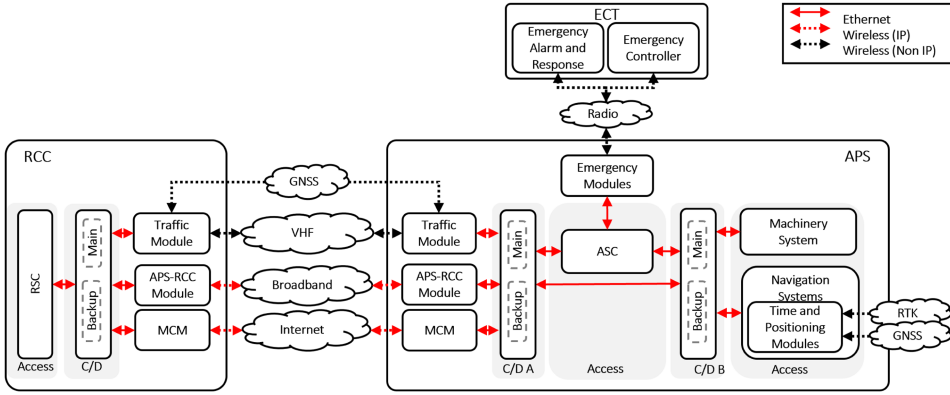 ECT
Emergency
Alarm and
Response
Emergency
Controller
Ethernet
Wireless (IP)
Wireless (Non IP)
Radio
RCC
APS
GNSS
Emergency
Modules
RSC
Main
Backup
Traffic
Module
VHF
Traffic
Module
Main
Backup
ASC
Main
Backup
Machinery
System
APS-RCC
Module
Broadband
APS-RCC
Module
Navigation
Systems
Time and
Positioning
Modules
RTK
GNSS
MCM
Internet
MCM
Access
C/D
C/D A
Access
C/D B
Access